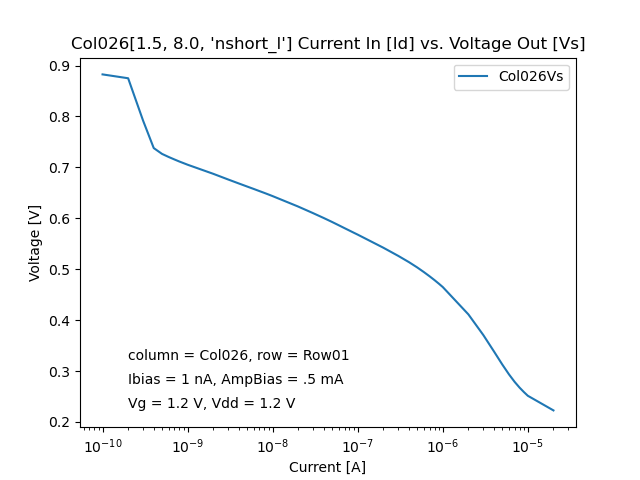 Col026[1.5, 8.0, 'nshort_l'] Current In [Id] vs. Voltage Out [Vs]
Col026Vs
0.9
0.8
0.7
0.6
0.5
0.4
0.3
0.2
Voltage [V]
column = Col026, row = Row01
Ibias = 1 nA, AmpBias = .5 mA
Vg = 1.2 V, Vdd = 1.2 V
10⁻¹⁰ 10⁻⁹ 10⁻⁸ 10⁻⁷ 10⁻⁶ 10⁻⁵
Current [A]